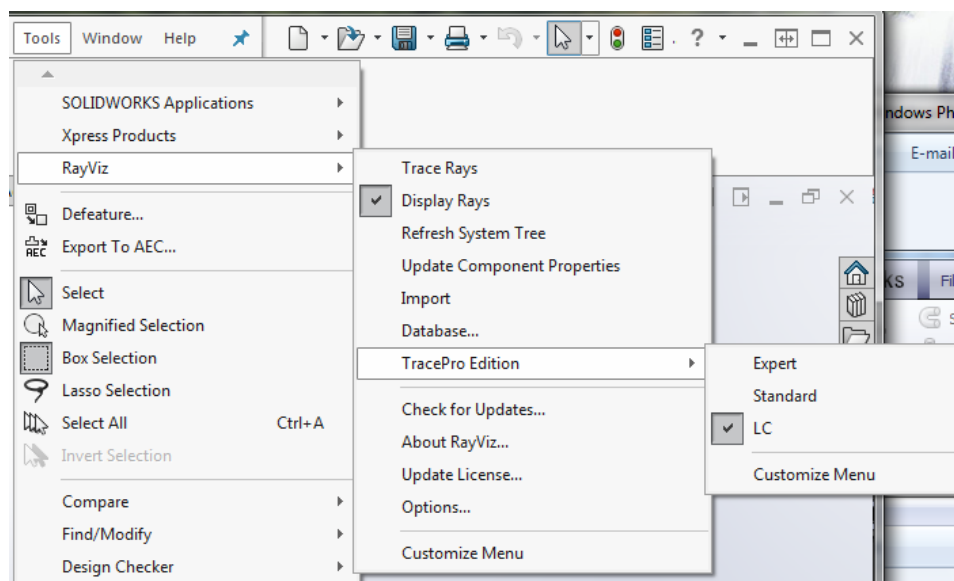 Tools Window Help
?
SOLIDWORKS Applications
Xpress Products
RayViz
Defeature...
AEC
Export To AEC...
Select
Magnified Selection
Box Selection
Lasso Selection
Select All Ctrl+A
Invert Selection
Compare
Find/Modify
Design Checker
Trace Rays
Display Rays
Refresh System Tree
Update Component Properties
Import
Database...
TracePro Edition
Check for Updates...
About RayViz...
Update License...
Options...
Customize Menu
Expert
Standard
LC
Customize Menu
ndows Ph
E-mail
KS Fil
S